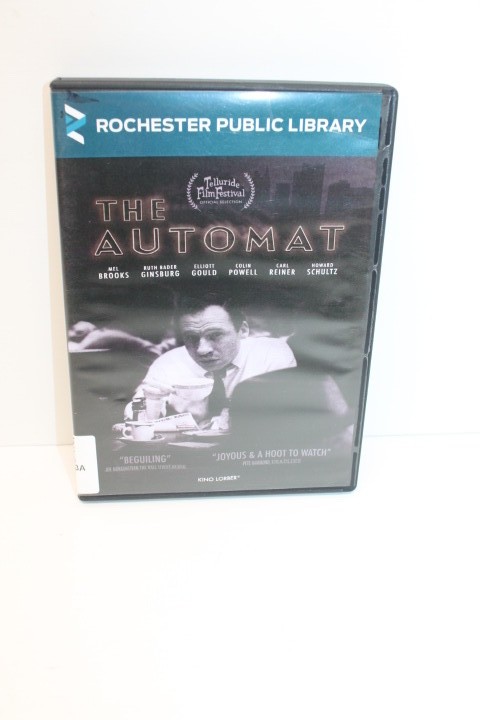 ROCHESTER PUBLIC LIBRARY
Telluride
Film Festival
OFFICIAL SELECTION
THE
AUTOMAT
MEL BROOKS
RUTH BADER GINSBURG
ELLIOTT GOULD
COLIN POWELL
CARL REINER
HOWARD SCHULTZ
"BEGUILING"
"JOYOUS & A HOOT TO WATCH"
KINO LORBER